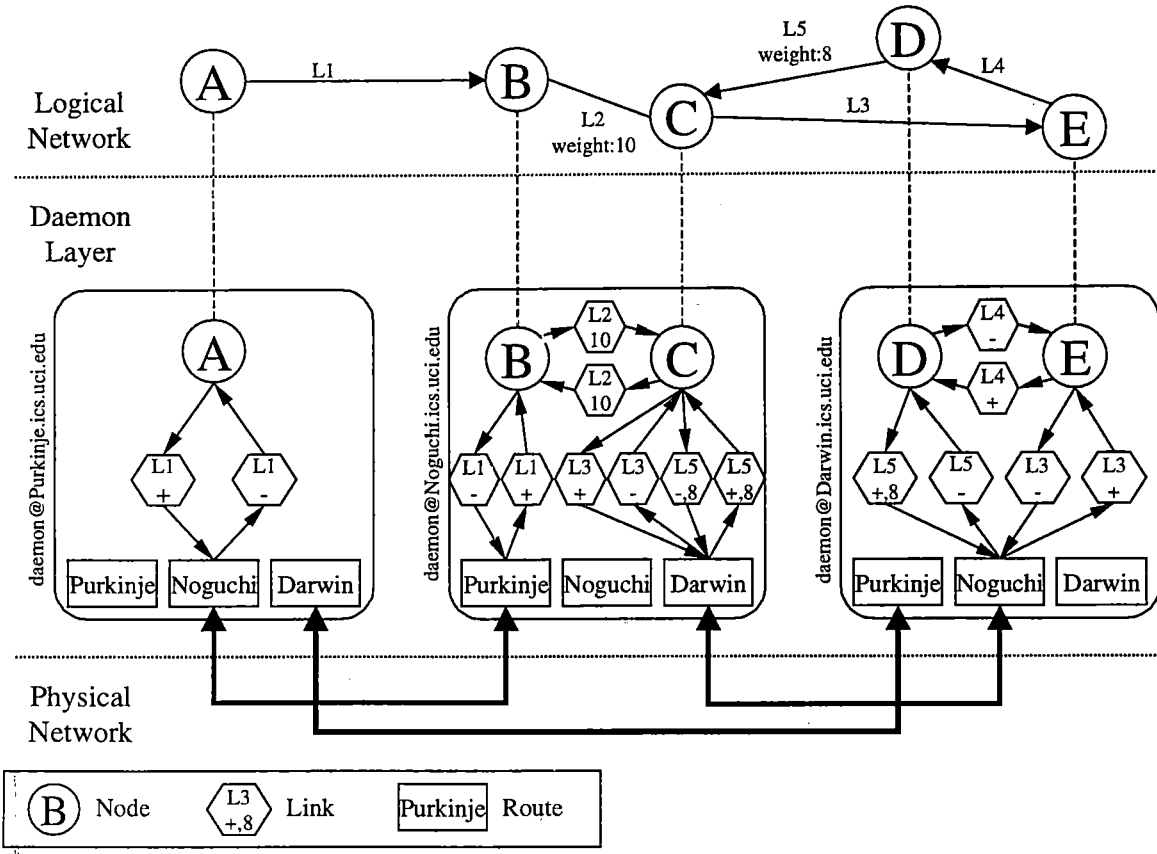 Logical
Network
A
L1
B
L2
weight:10
C
L5
weight:8
D
L4
L3
E
Daemon
Layer
daemon@Purkinje.ics.uci.edu
A
L1
+
L1
-
Purkinje
Noguchi
Darwin
daemon@Noguchi.ics.uci.edu
B
L2
10
L2
10
C
L1
-
L1
+
L3
+
L3
-
L5
-,8
L5
+,8
Purkinje
Noguchi
Darwin
daemon@Darwin.ics.uci.edu
D
L4
-
L4
+
E
L5
+,8
L5
-
L3
-
L3
+
Purkinje
Noguchi
Darwin
Physical
Network
B
Node
L3
+,8
Link
Purkinje
Route